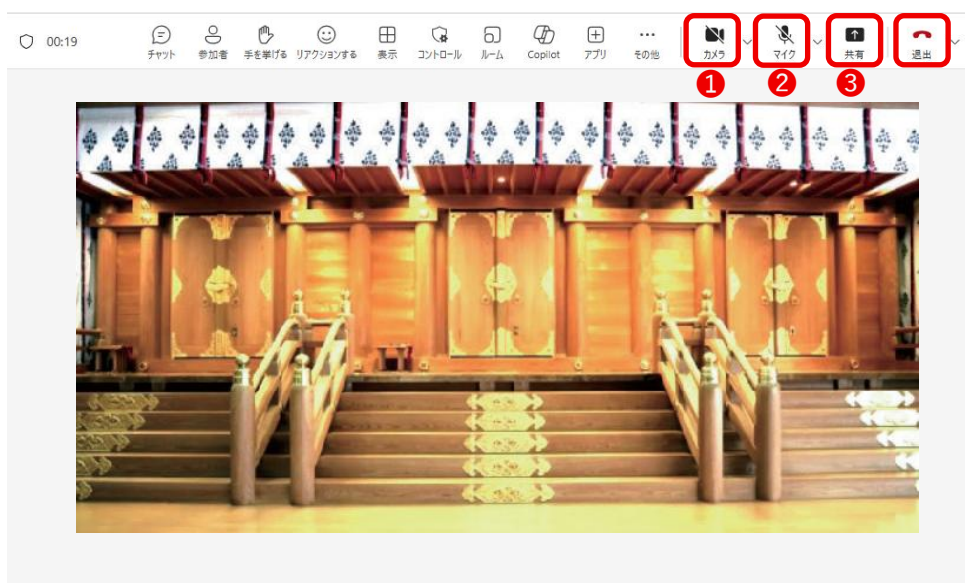 00:19
チャット 参加者 手を挙げる リアクションする 表示 コントロール ルーム Copilot アプリ その他 カメラ マイク 共有 退出
1 2 3